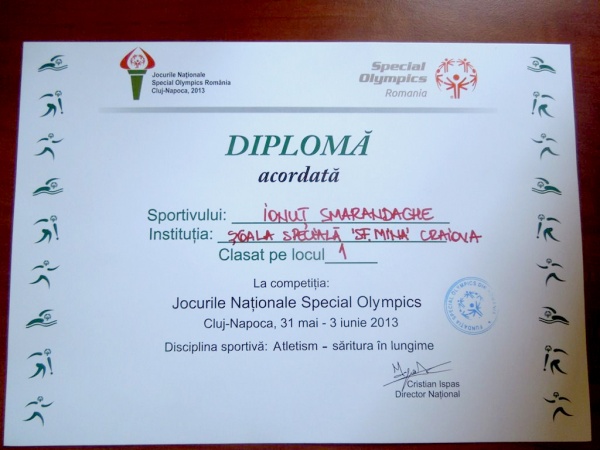 Jocurile Naționale
Special Olympics România
Cluj-Napoca, 2013
Special
Olympics
Romania
DIPLOMĂ
acordată
Sportivului: IONUȚ SMARANDACHE
Instituția: ȘCOALA SPECIALĂ 'SF. MINA' CRAIOVA
Clasat pe locul 1
La competiția:
Jocurile Naționale Special Olympics
Cluj-Napoca, 31 mai - 3 iunie 2013
Disciplina sportivă: Atletism - săritura în lungime
Cristian Ispas
Director Național